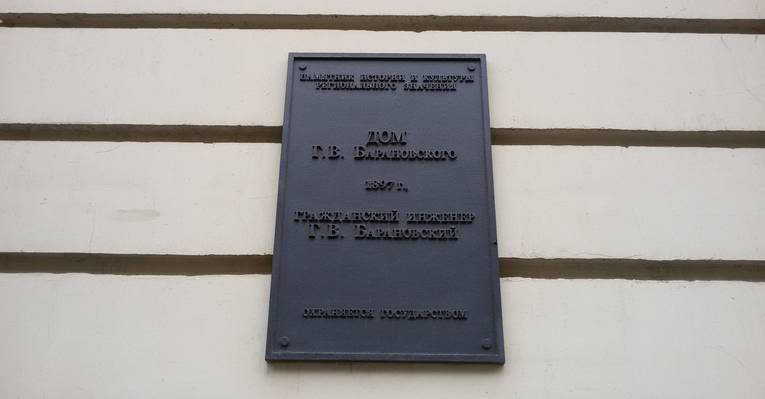 ПАМЯТНИК ИСТОРИИ И КУЛЬТУРЫ
РЕГИОНАЛЬНОГО ЗНАЧЕНИЯ
ДОМ
Г.В. БАРАНОВСКОГО
1897 г.,
ГРАЖДАНСКИЙ ИНЖЕНЕР
Г.В. БАРАНОВСКИЙ
ОХРАНЯЕТСЯ ГОСУДАРСТВОМ